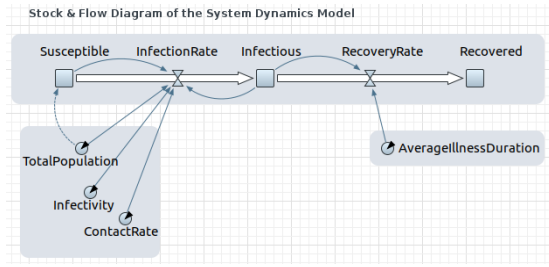 Stock & Flow Diagram of the System Dynamics Model
Susceptible InfectionRate Infectious RecoveryRate Recovered
TotalPopulation
AverageIllnessDuration
Infectivity
ContactRate